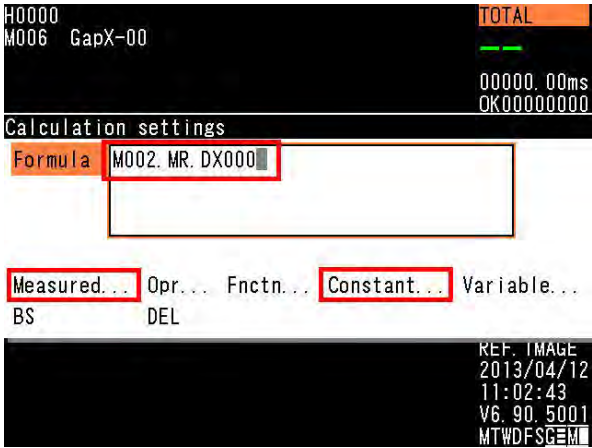 H0000
M006 GapX-00
TOTAL
--
00000.00ms
OK00000000
Calculation settings
Formula M002.MR.DX000
Measured... Opr... Fnctn... Constant... Variable...
BS DEL
REF. IMAGE
2013/04/12
11:02:43
V6.90.5001
MTWDFSGEM